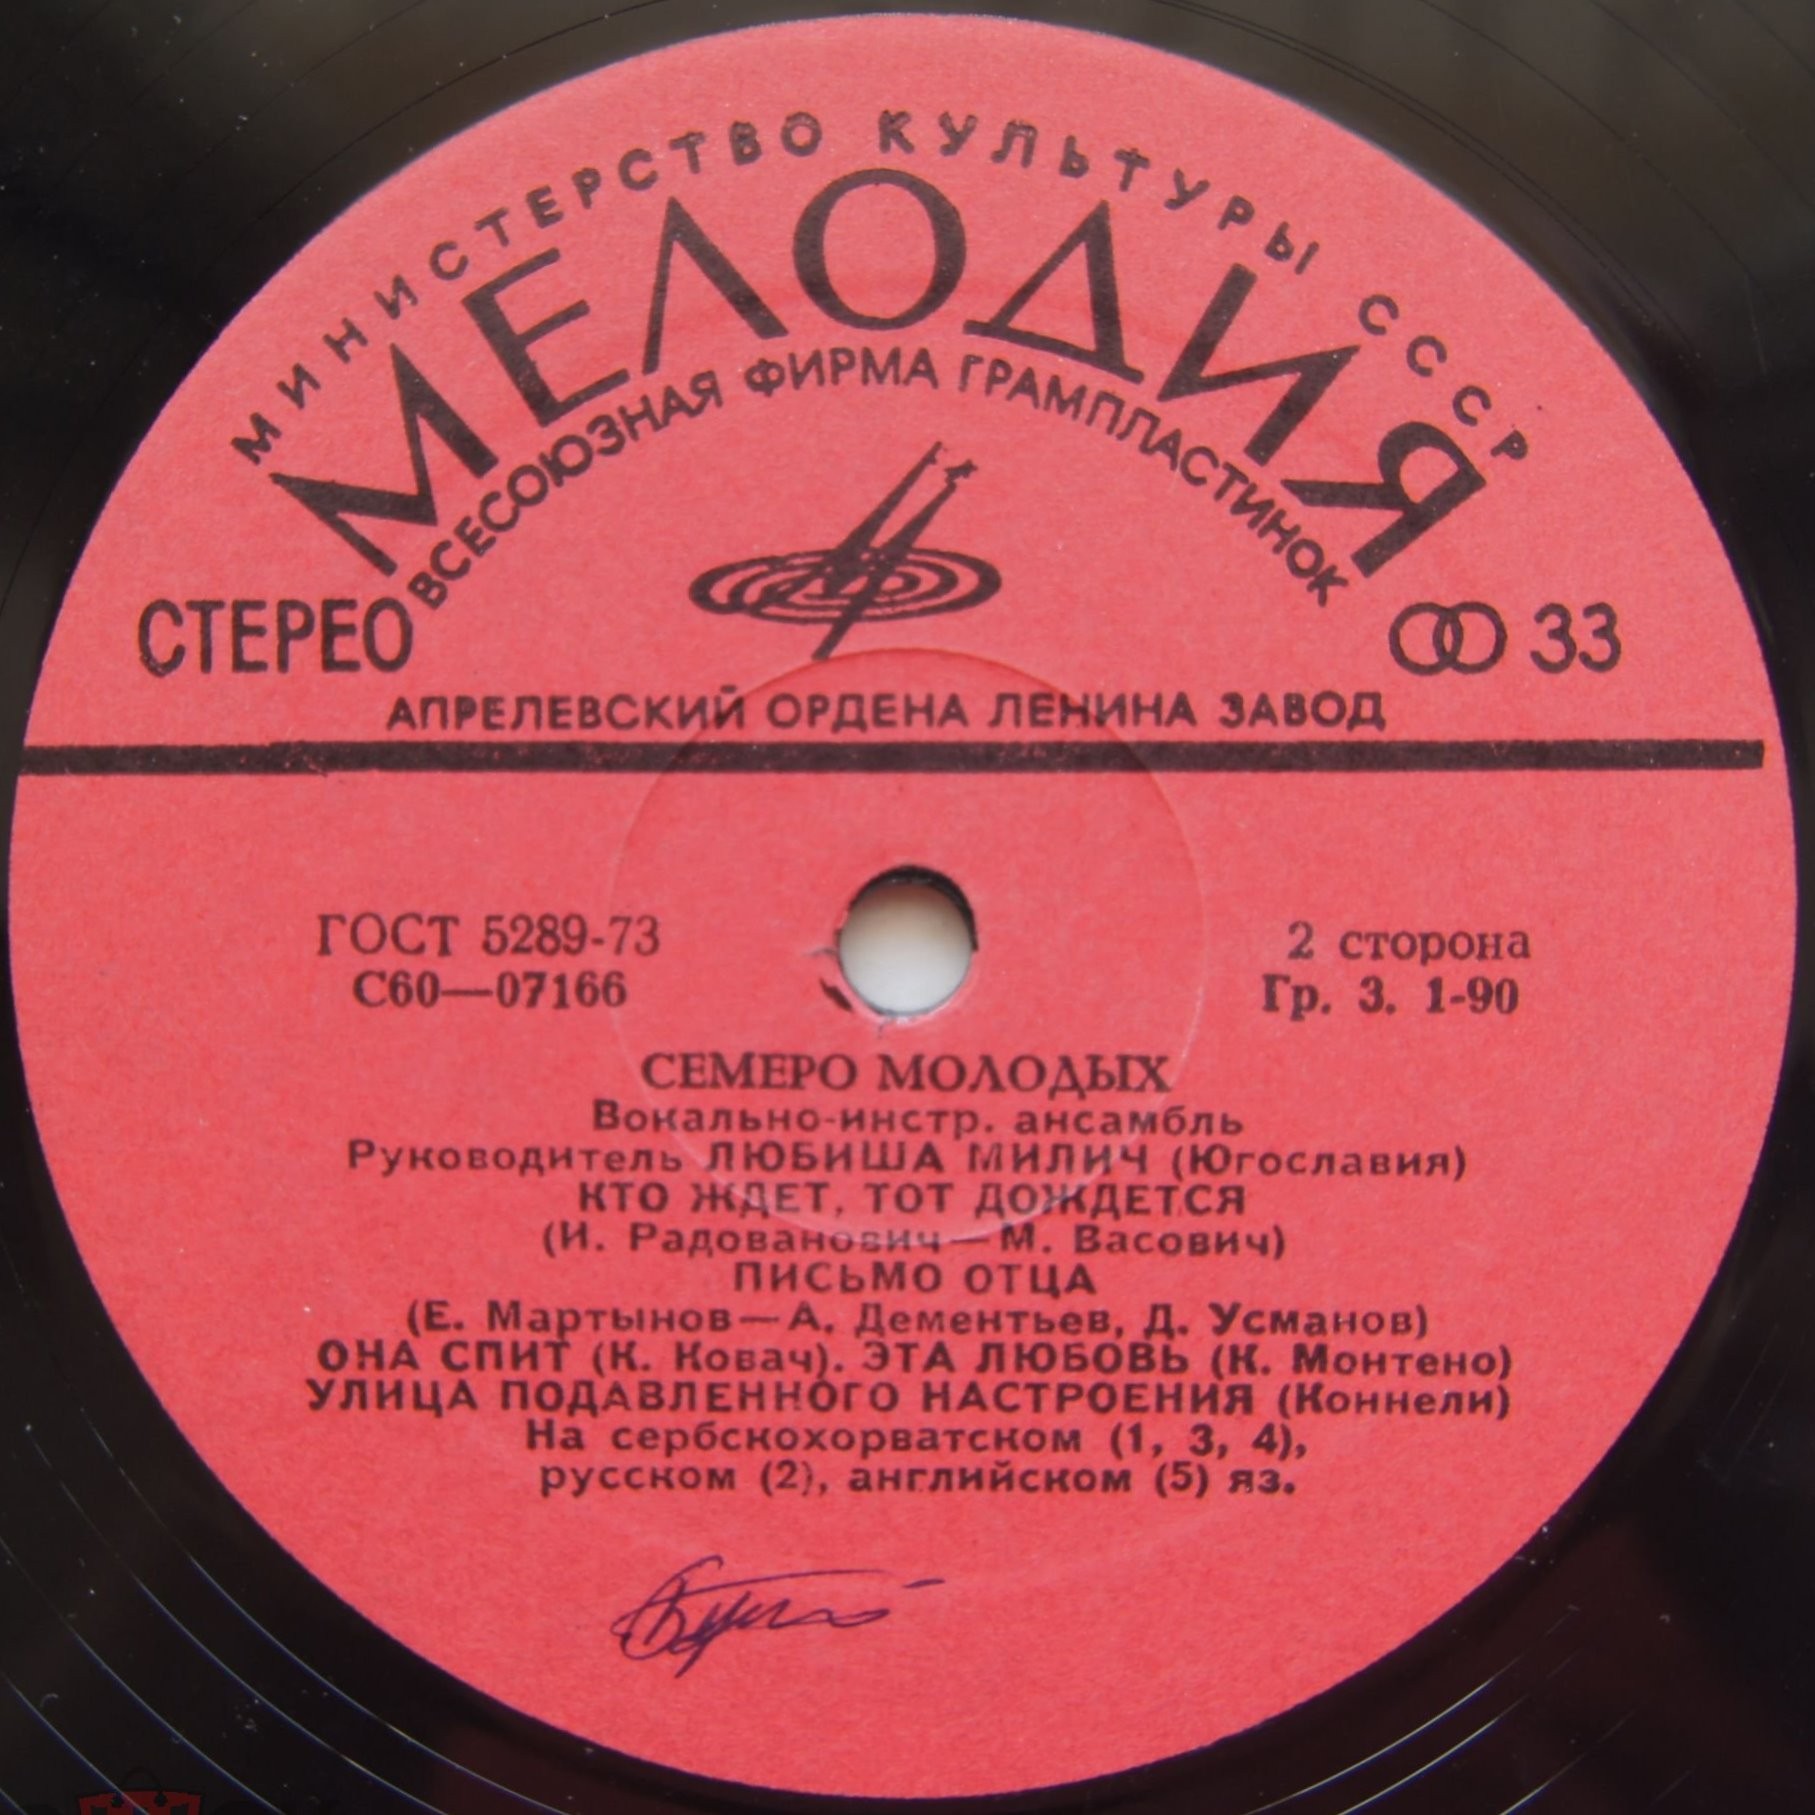 МИНИСТЕРСТВО КУЛЬТУРЫ СССР
МЕЛОДИЯ
ВСЕСОЮЗНАЯ ФИРМА ГРАМПЛАСТИНОК
СТЕРЕО
33
АПРЕЛЕВСКИЙ ОРДЕНА ЛЕНИНА ЗАВОД
ГОСТ 5289-73
С60—07166
2 сторона
Гр. 3. 1-90
СЕМЕРО МОЛОДЫХ
Вокально-инстр. ансамбль
Руководитель ЛЮБИША МИЛИЧ (Югославия)
КТО ЖДЕТ, ТОТ ДОЖДЕТСЯ
(И. Радованович—М. Васович)
ПИСЬМО ОТЦА
(Е. Мартынов—А. Дементьев, Д. Усманов)
ОНА СПИТ (К. Ковач). ЭТА ЛЮБОВЬ (К. Монтено)
УЛИЦА ПОДАВЛЕННОГО НАСТРОЕНИЯ (Коннели)
На сербскохорватском (1, 3, 4),
русском (2), английском (5) яз.